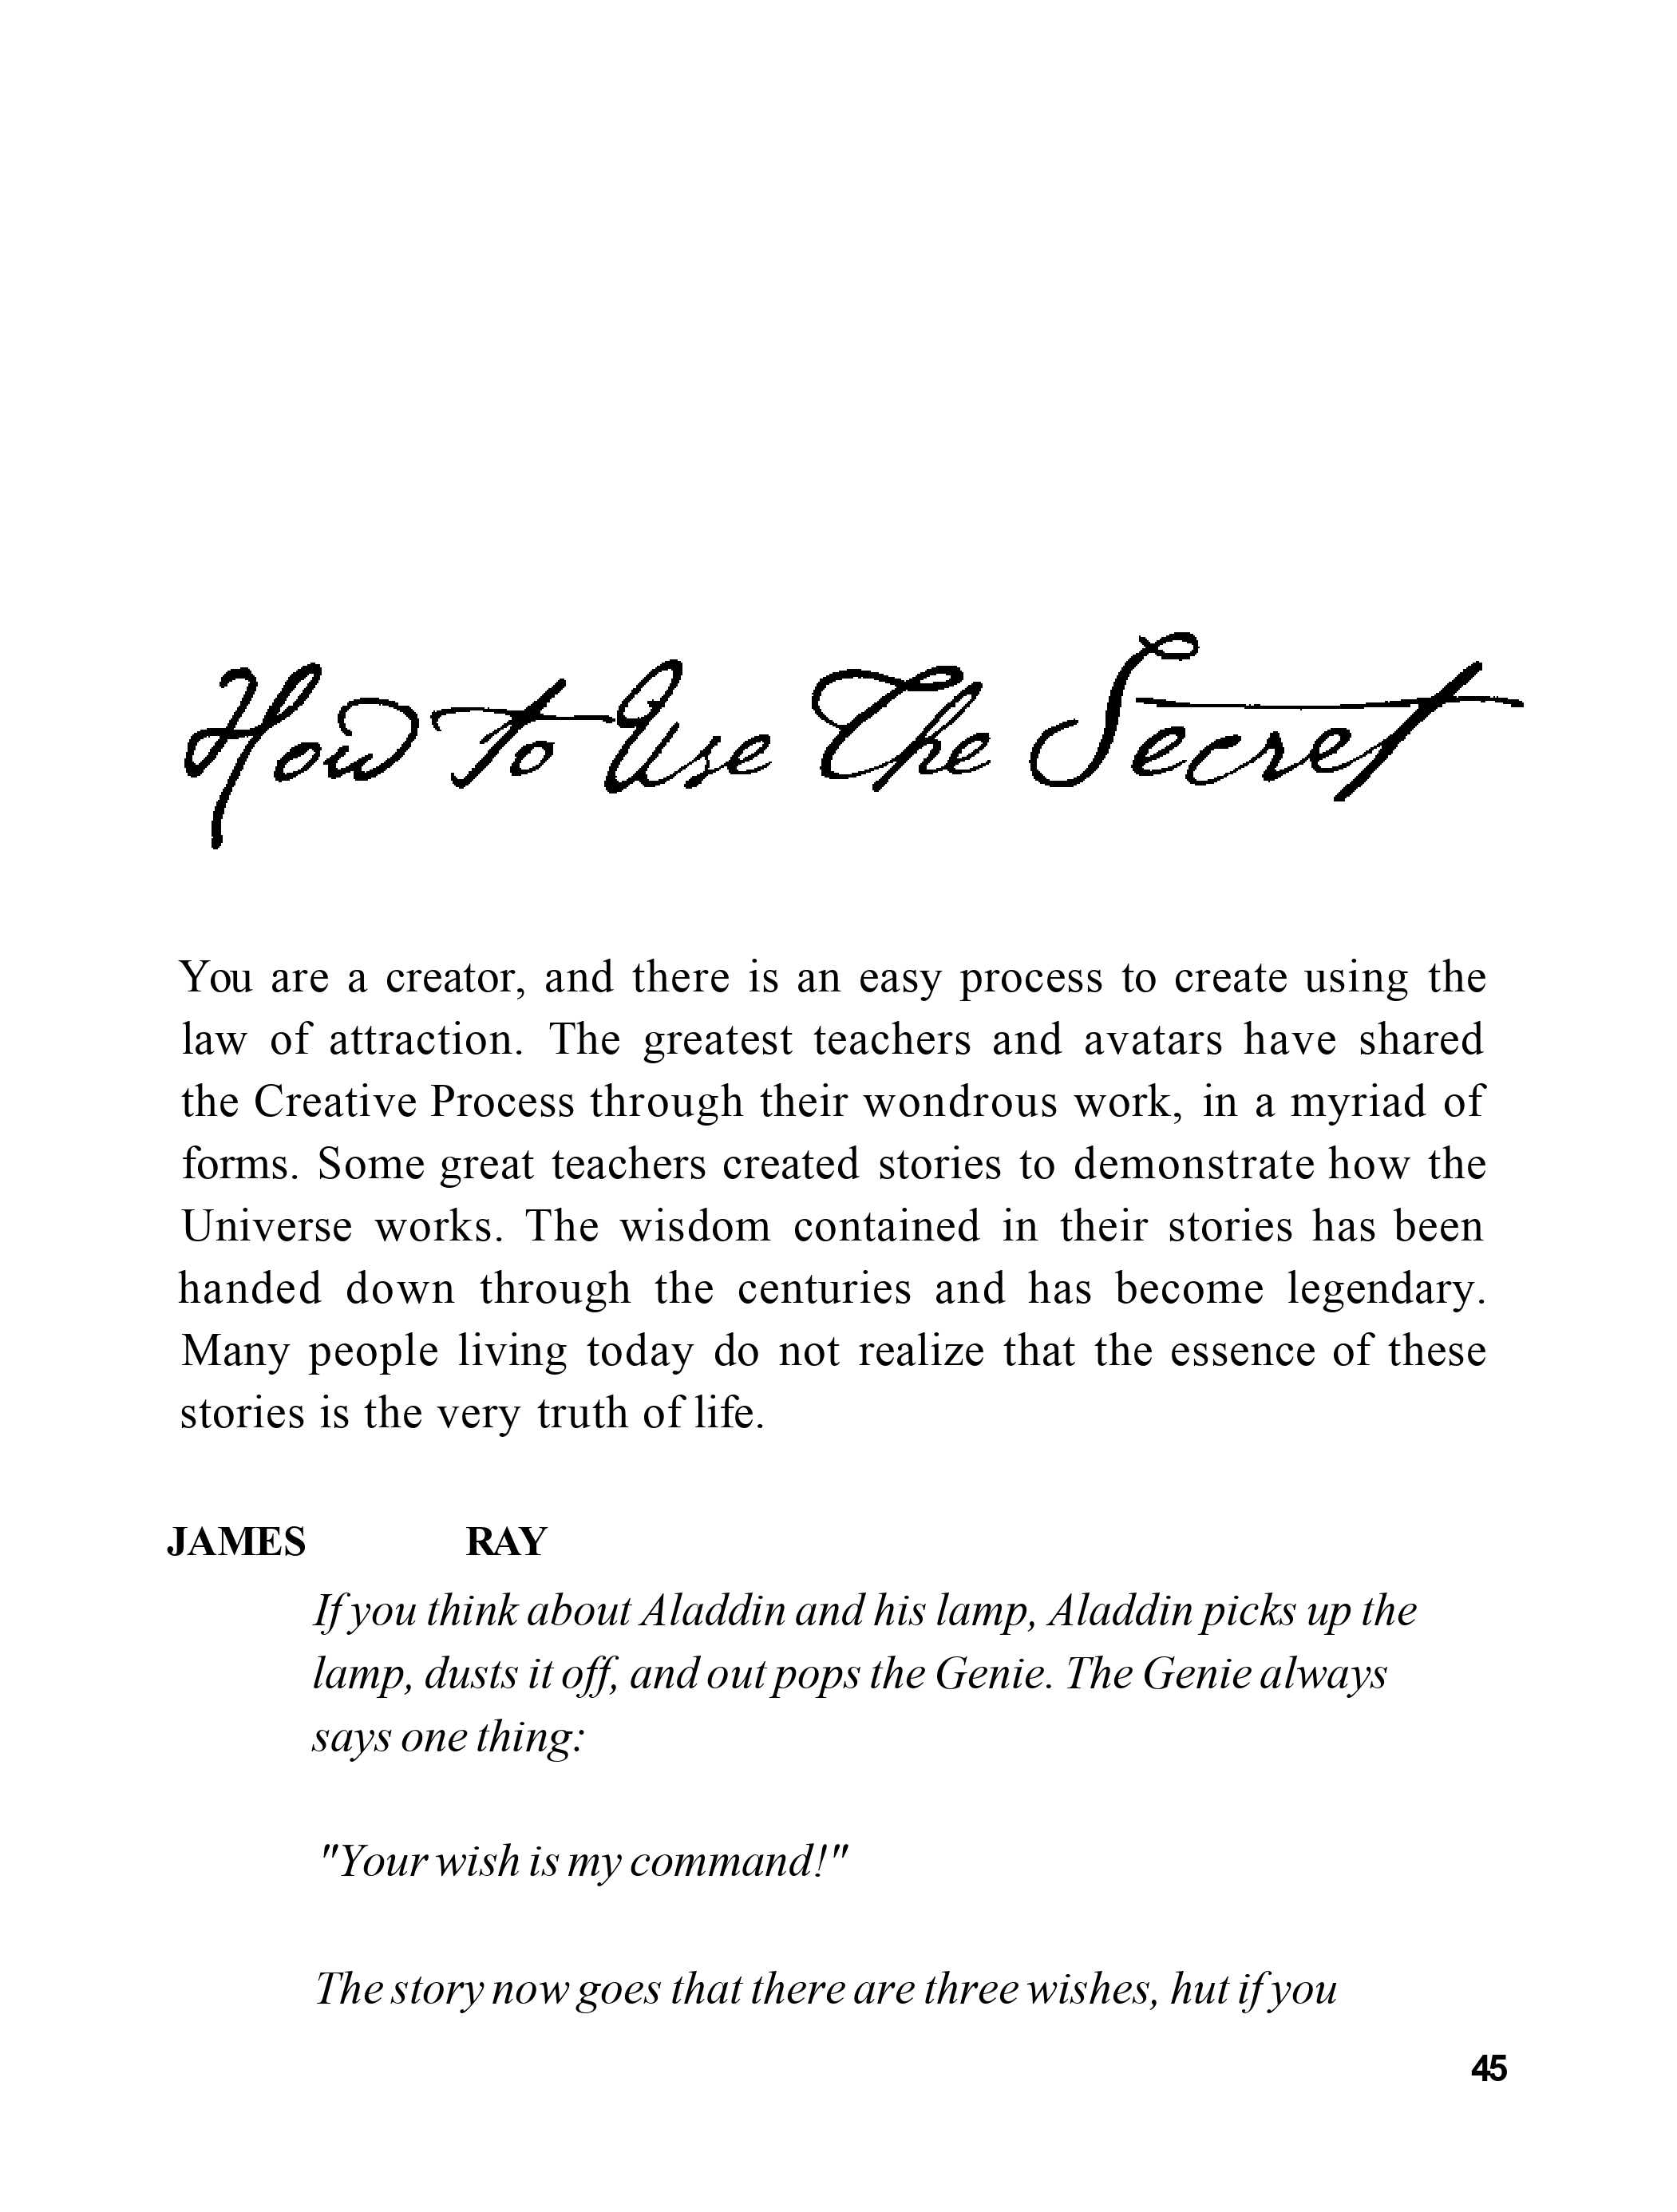 How To Use The Secret
You are a creator, and there is an easy process to create using the
law of attraction. The greatest teachers and avatars have shared
the Creative Process through their wondrous work, in a myriad of
forms. Some great teachers created stories to demonstrate how the
Universe works. The wisdom contained in their stories has been
handed down through the centuries and has become legendary.
Many people living today do not realize that the essence of these
stories is the very truth of life.
JAMES RAY
If you think about Aladdin and his lamp, Aladdin picks up the
lamp, dusts it off, and out pops the Genie. The Genie always
says one thing:
"Your wish is my command!"
The story now goes that there are three wishes, hut if you
45